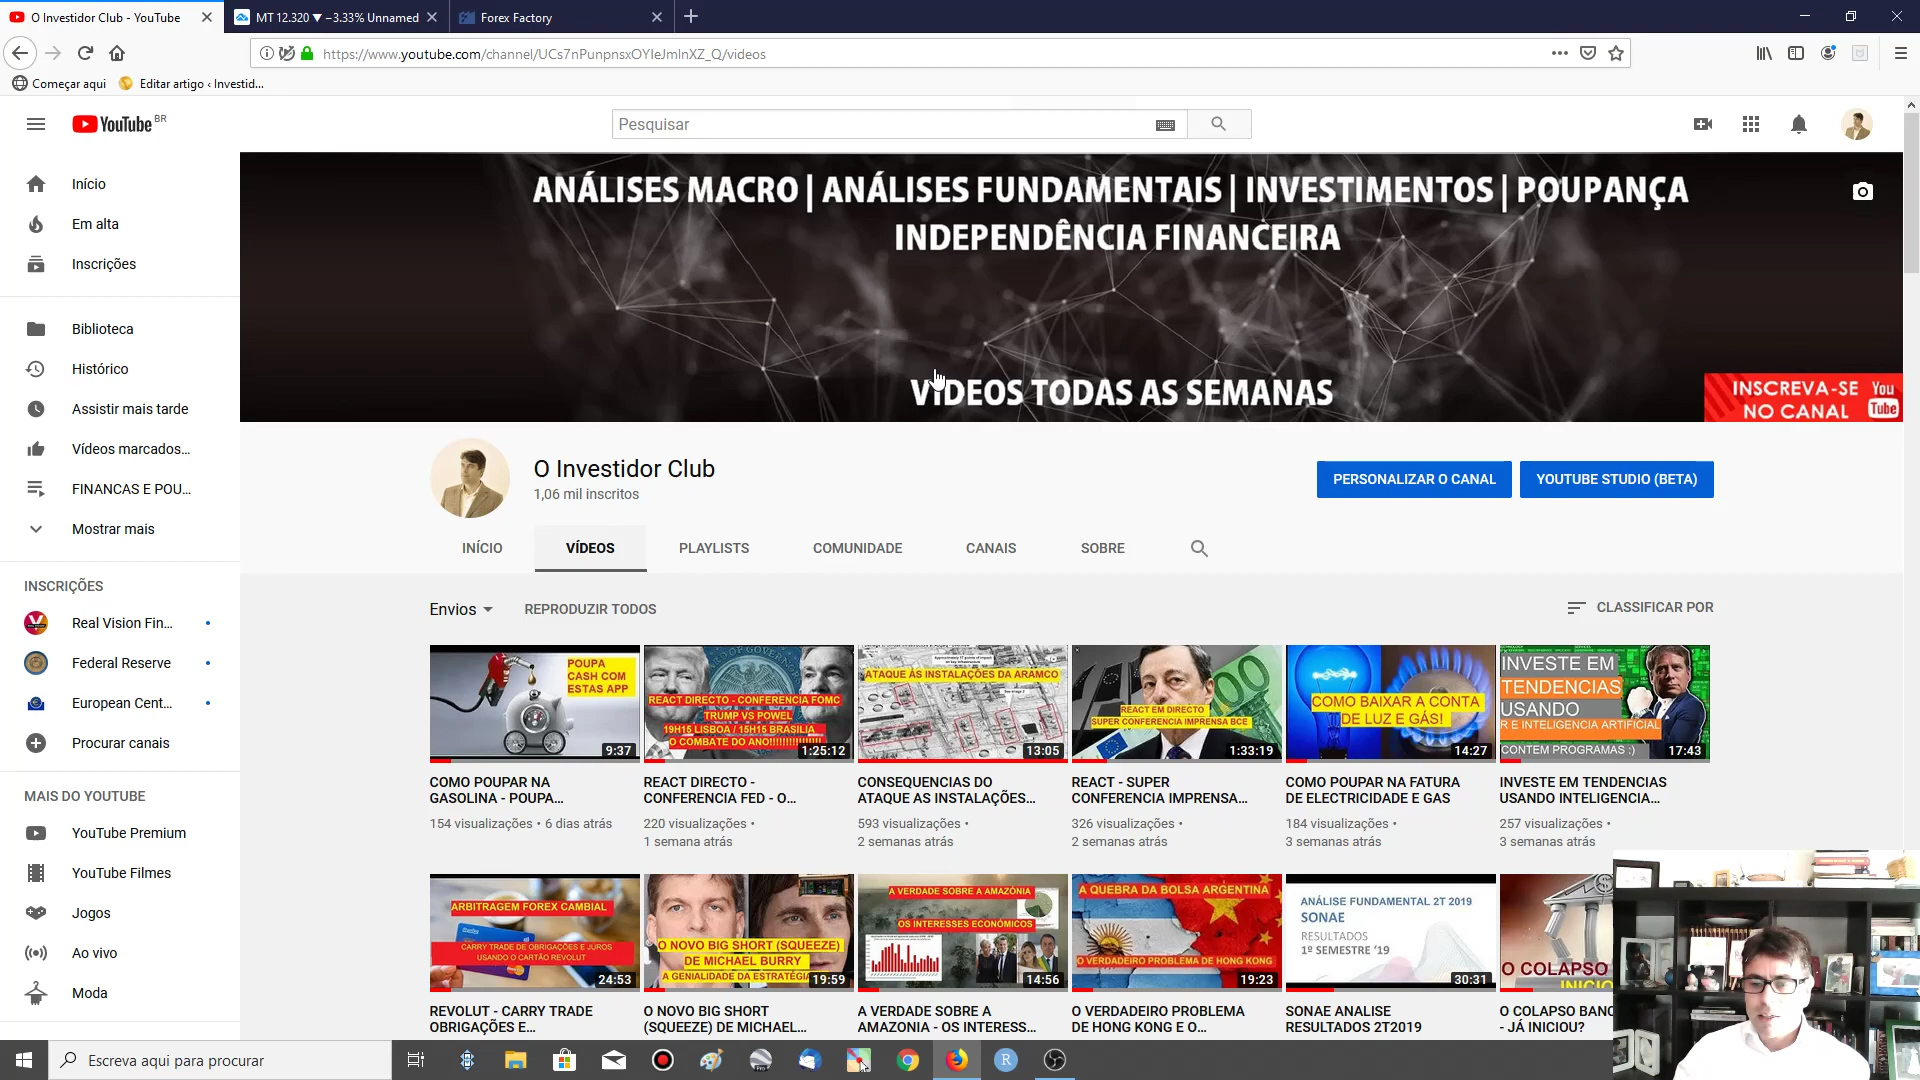 O Investidor Club - YouTube
MT 12.320 ▼ −3.33% Unnamed
Forex Factory
https://www.youtube.com/channel/UCs7nPunpnsxOYIeJmlnXZ_Q/videos
Começar aqui
Editar artigo ‹ Investid...
YouTube BR
Pesquisar
Início
Em alta
Inscrições
Biblioteca
Histórico
Assistir mais tarde
Vídeos marcados...
FINANCAS E POU...
Mostrar mais
INSCRIÇÕES
Real Vision Fin...
Federal Reserve
European Cent...
Procurar canais
MAIS DO YOUTUBE
YouTube Premium
YouTube Filmes
Jogos
Ao vivo
Moda
ANÁLISES MACRO | ANÁLISES FUNDAMENTAIS | INVESTIMENTOS | POUPANÇA
INDEPENDÊNCIA FINANCEIRA
VÍDEOS TODAS AS SEMANAS
INSCREVA-SE
NO CANAL
You
Tube
O Investidor Club
1,06 mil inscritos
PERSONALIZAR O CANAL
YOUTUBE STUDIO (BETA)
INÍCIO
VÍDEOS
PLAYLISTS
COMUNIDADE
CANAIS
SOBRE
Envios
REPRODUZIR TODOS
CLASSIFICAR POR
POUPA
CASH COM
ESTAS APP
9:37
COMO POUPAR NA
GASOLINA - POUPA...
154 visualizações • 6 dias atrás
REACT DIRECTO - CONFERENCIA FOMC
TRUMP VS POWEL
19H15 LISBOA / 15H15 BRASILIA
O COMBATE DO ANO!!!!!!!!!!!!!!!!
1:25:12
REACT DIRECTO -
CONFERENCIA FED - O...
220 visualizações •
1 semana atrás
ATAQUE ÀS INSTALAÇÕES DA ARAMCO
13:05
CONSEQUENCIAS DO
ATAQUE AS INSTALAÇÕES...
593 visualizações •
2 semanas atrás
REACT EM DIRECTO
SUPER CONFERENCIA IMPRENSA BCE
1:33:19
REACT - SUPER
CONFERENCIA IMPRENSA...
326 visualizações •
2 semanas atrás
COMO BAIXAR A CONTA
DE LUZ E GÁS!
14:27
COMO POUPAR NA FATURA
DE ELECTRICIDADE E GAS
184 visualizações •
3 semanas atrás
INVESTE EM
TENDENCIAS
USANDO
R E INTELIGENCIA ARTIFICIAL
CONTEM PROGRAMAS :)
17:43
INVESTE EM TENDENCIAS
USANDO INTELIGENCIA...
257 visualizações •
3 semanas atrás
ARBITRAGEM FOREX CAMBIAL
CARRY TRADE DE OBRIGAÇÕES E JUROS
USANDO O CARTÃO REVOLUT
24:53
REVOLUT - CARRY TRADE
OBRIGAÇÕES E...
O NOVO BIG SHORT (SQUEEZE)
DE MICHAEL BURRY
A GENIALIDADE DA ESTRATÉGIA
19:59
O NOVO BIG SHORT
(SQUEEZE) DE MICHAEL...
A VERDADE SOBRE A AMAZÓNIA
OS INTERESSES ECONÓMICOS
14:56
A VERDADE SOBRE A
AMAZONIA - OS INTERESS...
A QUEBRA DA BOLSA ARGENTINA
O VERDADEIRO PROBLEMA DE HONG KONG
19:23
O VERDADEIRO PROBLEMA
DE HONG KONG E O...
ANÁLISE FUNDAMENTAL 2T 2019
SONAE
RESULTADOS
1º SEMESTRE '19
30:31
SONAE ANALISE
RESULTADOS 2T2019
O COLAPSO
INICIO
O COLAPSO BANC
- JÁ INICIOU?
Escreva aqui para procurar